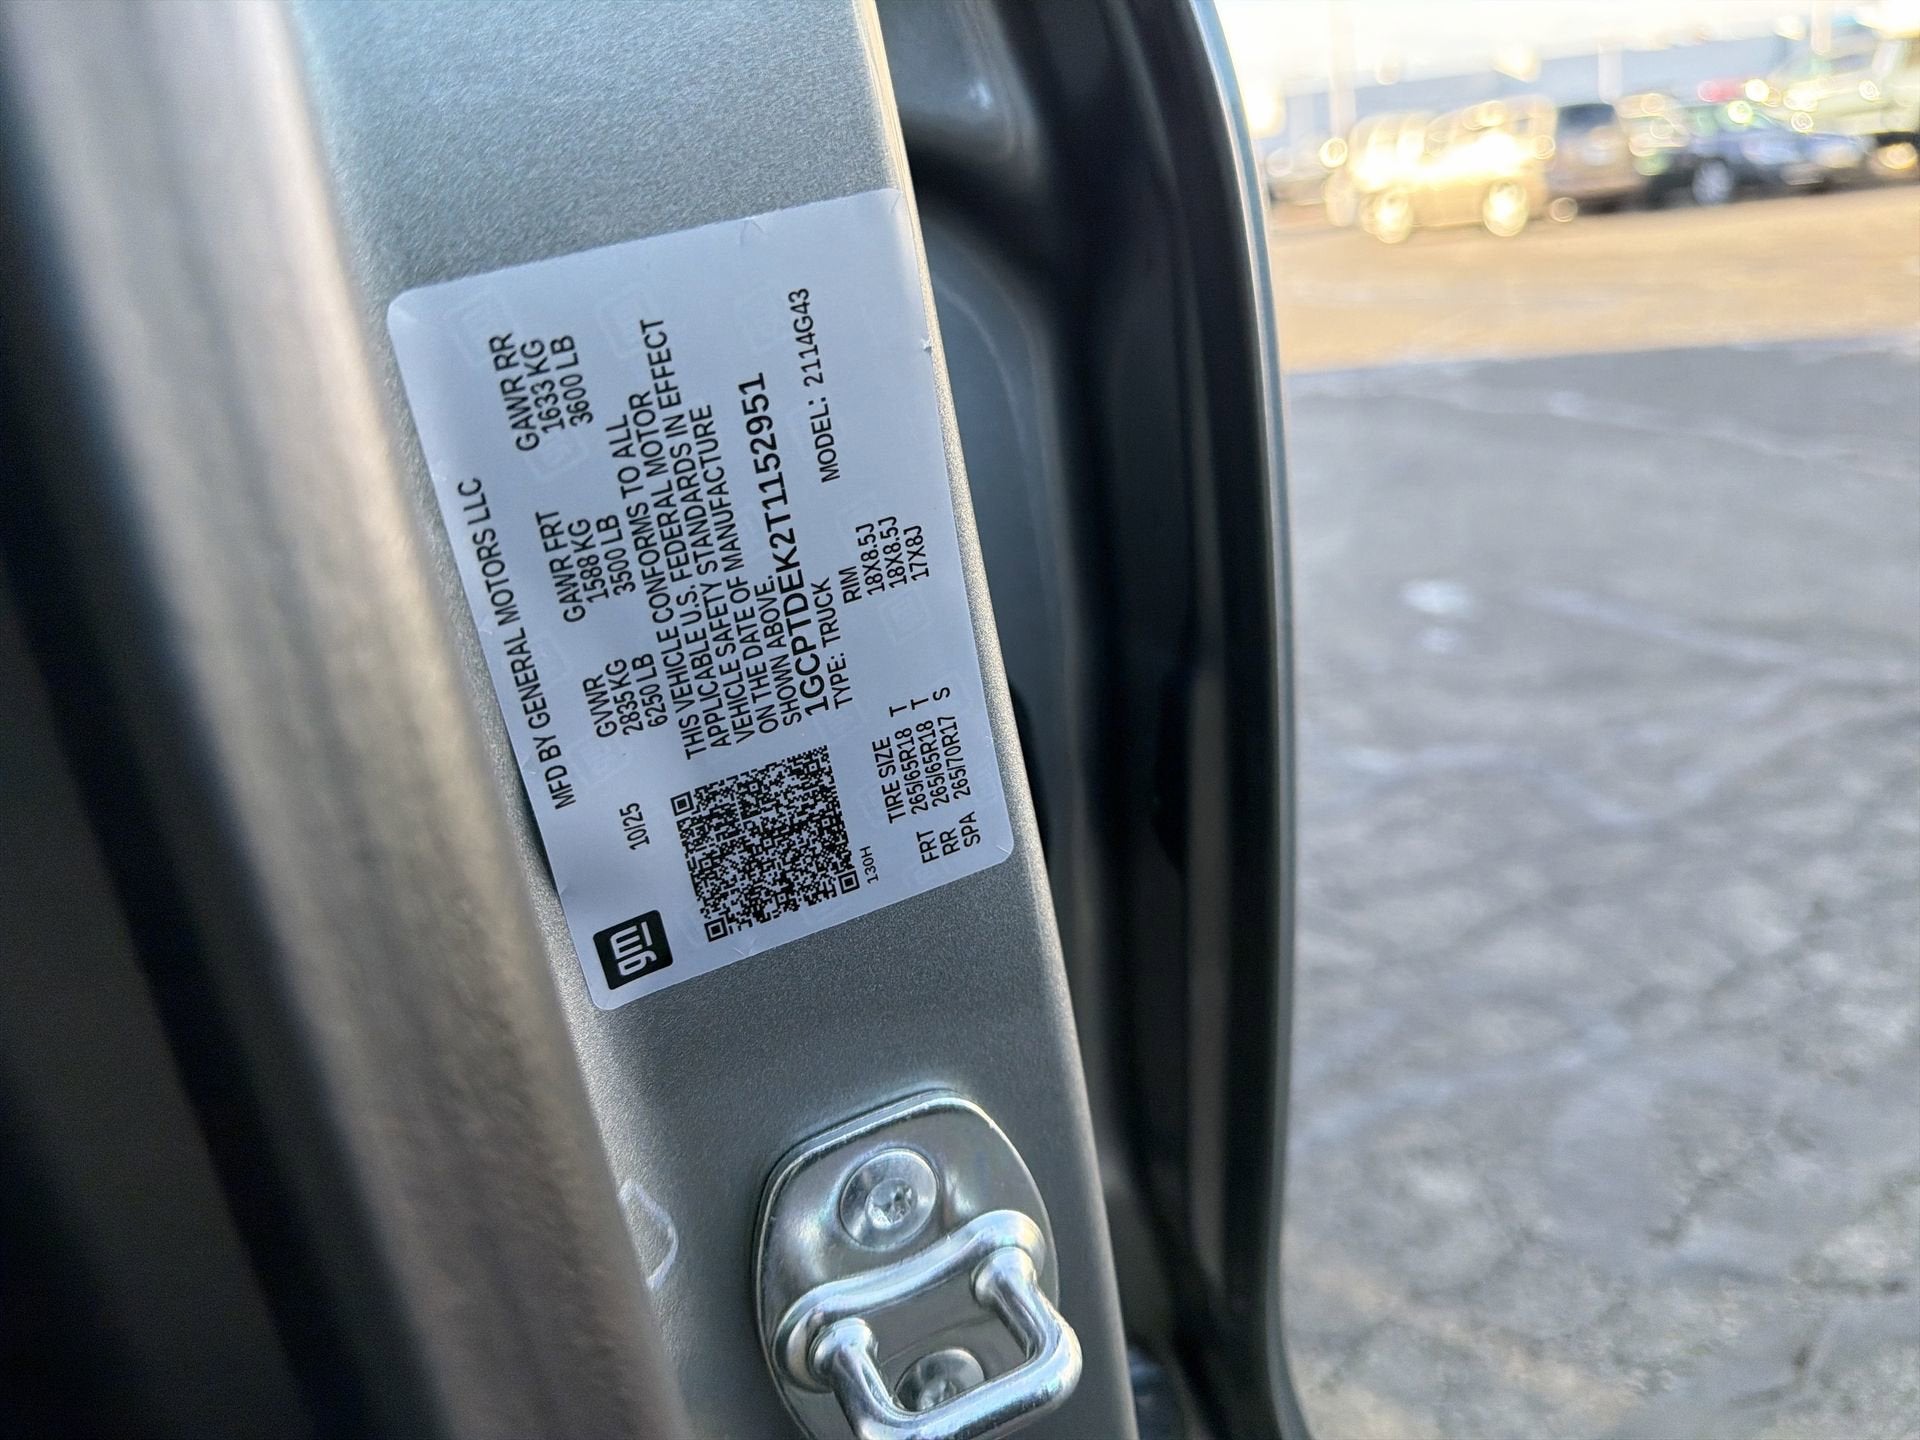 MFD BY GENERAL MOTORS LLC
gm
10/25
GVWR
2835 KG
6250 LB
GAWR FRT
1588 KG
3500 LB
GAWR RR
1633 KG
3600 LB
THIS VEHICLE CONFORMS TO ALL
APPLICABLE U.S. FEDERAL MOTOR
VEHICLE SAFETY STANDARDS IN EFFECT
ON THE DATE OF MANUFACTURE
SHOWN ABOVE.
1GCPTDEK2T1152951
TYPE: TRUCK
MODEL: 2114G43
130H
TIRE SIZE RIM
FRT 265/65R18 T 18X8.5J
RR 265/65R18 T 18X8.5J
SPA 265/70R17 S 17X8J